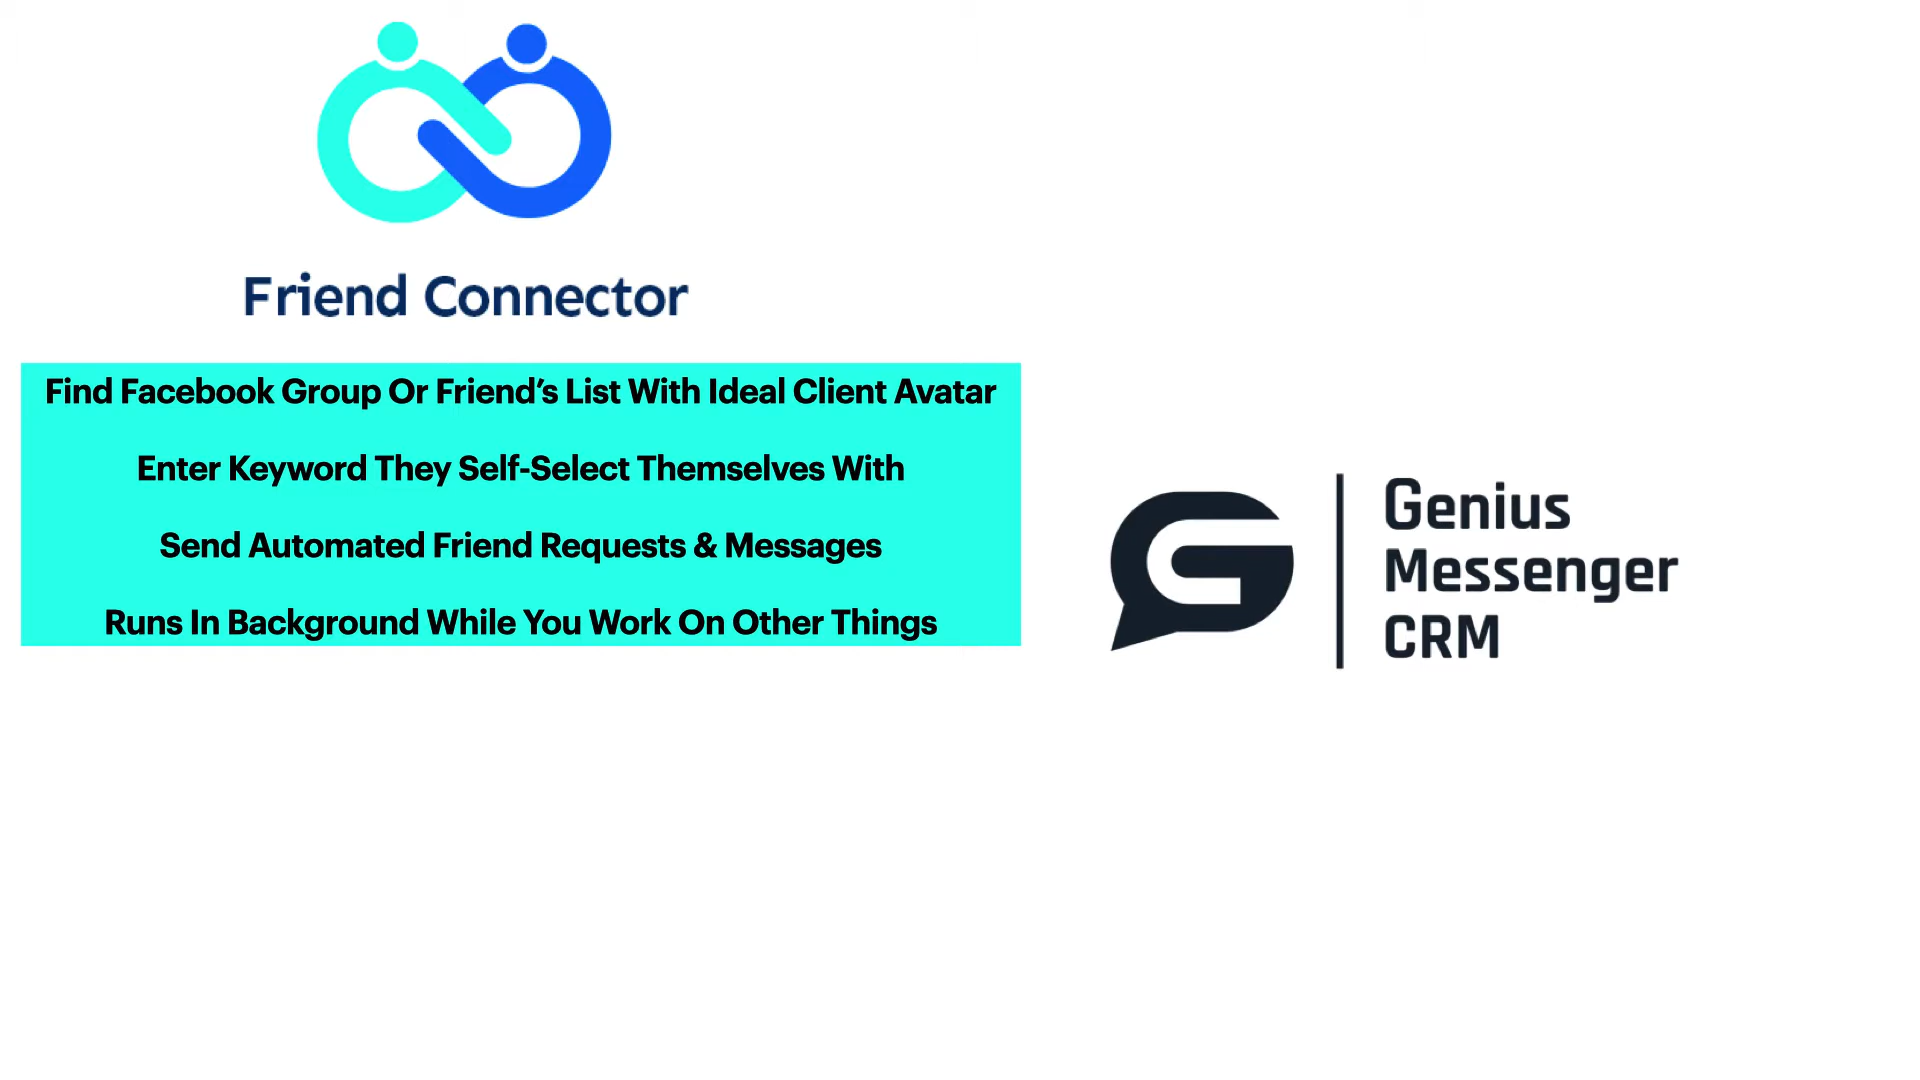 Friend Connector
Find Facebook Group Or Friend’s List With Ideal Client Avatar
Enter Keyword They Self-Select Themselves With
Send Automated Friend Requests & Messages
Runs In Background While You Work On Other Things
Genius
Messenger
CRM